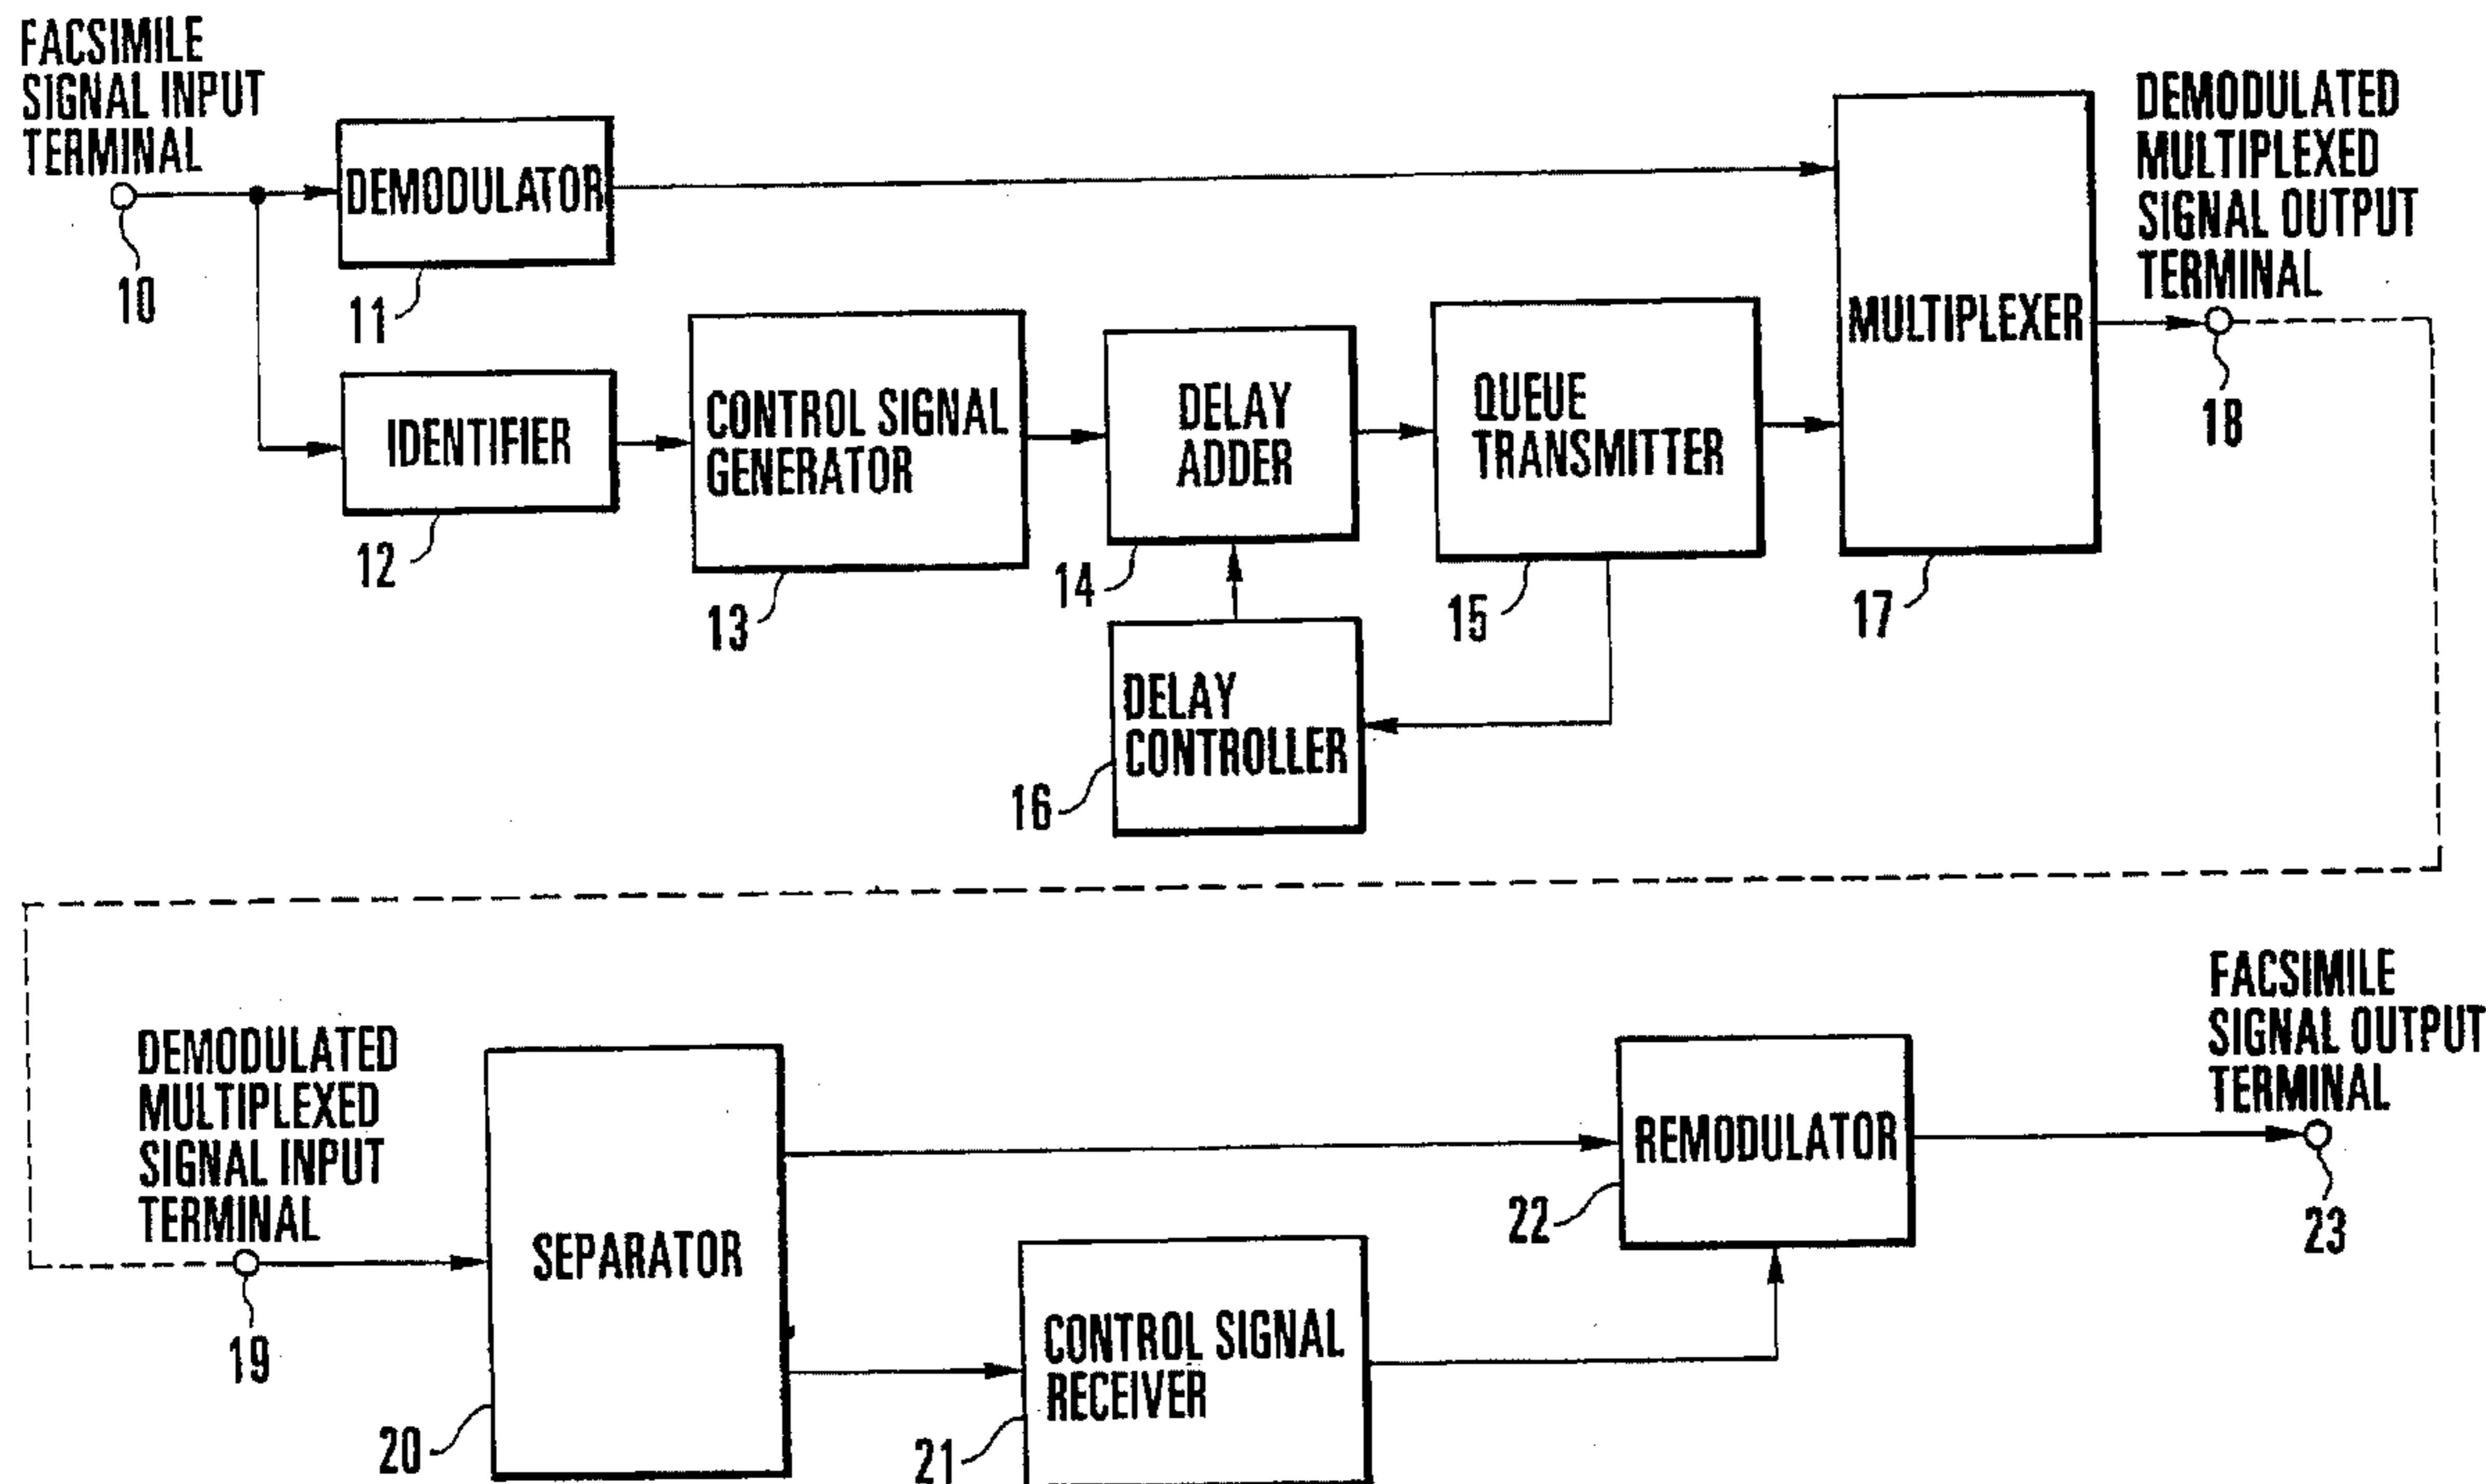 FACSIMILE
SIGNAL INPUT
TERMINAL
10
DEMODULATOR
11
IDENTIFIER
12
CONTROL SIGNAL
GENERATOR
13
DELAY
ADDER
14
QUEUE
TRANSMITTER
15
DELAY
CONTROLLER
16
MULTIPLEXER
17
DEMODULATED
MULTIPLEXED
SIGNAL OUTPUT
TERMINAL
18
DEMODULATED
MULTIPLEXED
SIGNAL INPUT
TERMINAL
19
SEPARATOR
20
CONTROL SIGNAL
RECEIVER
21
REMODULATOR
22
FACSIMILE
SIGNAL OUTPUT
TERMINAL
23